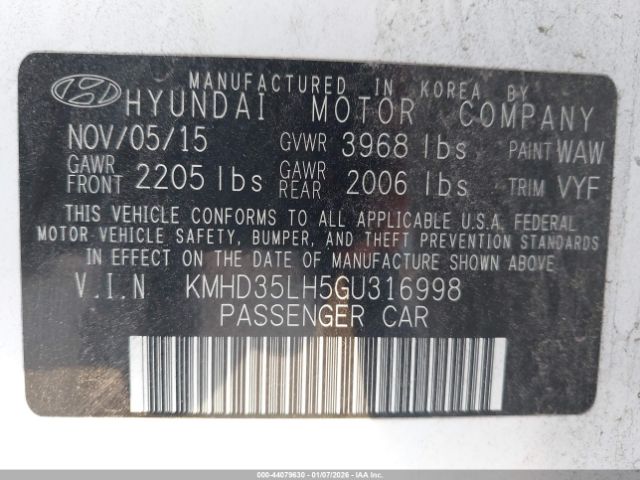 MANUFACTURED IN KOREA BY
HYUNDAI MOTOR COMPANY
NOV/05/15 GVWR 3968 lbs PAINT WAW
GAWR FRONT 2205 lbs GAWR REAR 2006 lbs TRIM VYF
THIS VEHICLE CONFORMS TO ALL APPLICABLE U.S.A. FEDERAL
MOTOR-VEHICLE SAFETY, BUMPER, AND THEFT PREVENTION STANDARDS
IN EFFECT ON THE DATE OF MANUFACTURE SHOWN ABOVE.
V.I.N KMHD35LH5GU316998
PASSENGER CAR
000-44079630 - 01/07/2026 - COPYRIGHT IAA, LLC.